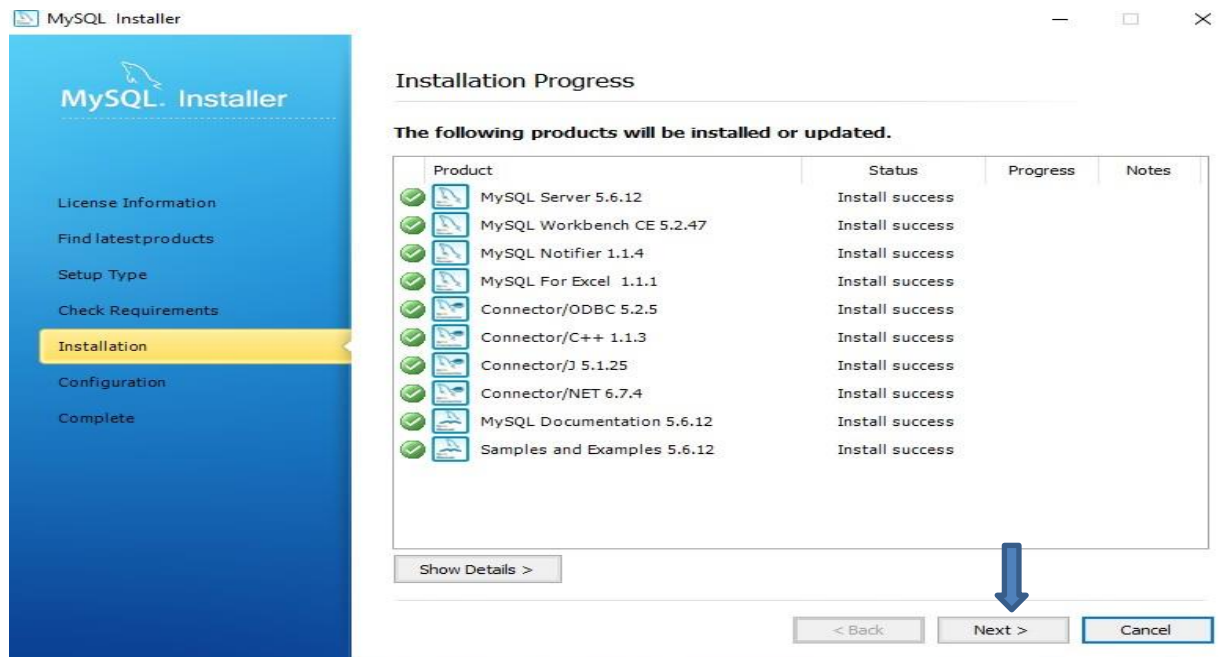 MySQL Installer
MySQL. Installer
License Information
Find latestproducts
Setup Type
Check Requirements
Installation
Configuration
Complete
Installation Progress
The following products will be installed or updated.
Product Status Progress Notes
MySQL Server 5.6.12 Install success
MySQL Workbench CE 5.2.47 Install success
MySQL Notifier 1.1.4 Install success
MySQL For Excel 1.1.1 Install success
Connector/ODBC 5.2.5 Install success
Connector/C++ 1.1.3 Install success
Connector/J 5.1.25 Install success
Connector/NET 6.7.4 Install success
MySQL Documentation 5.6.12 Install success
Samples and Examples 5.6.12 Install success
Show Details >
< Back Next > Cancel